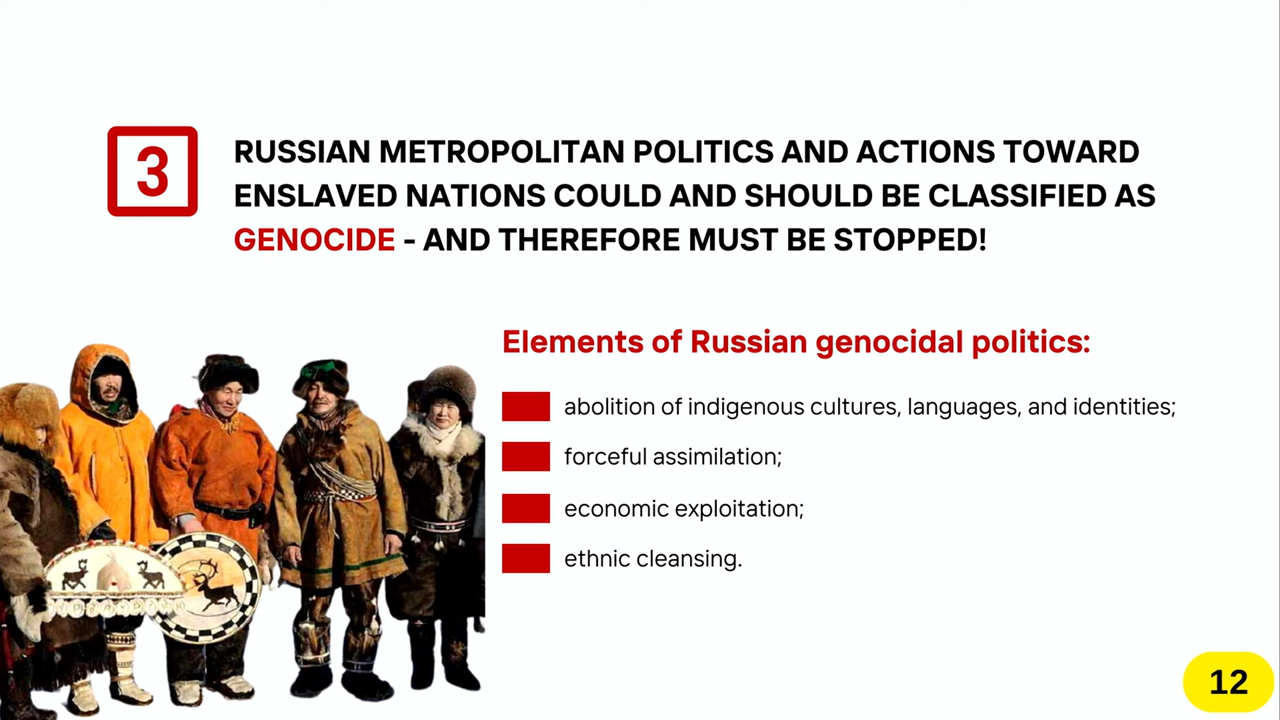 3
RUSSIAN METROPOLITAN POLITICS AND ACTIONS TOWARD
ENSLAVED NATIONS COULD AND SHOULD BE CLASSIFIED AS
GENOCIDE - AND THEREFORE MUST BE STOPPED!
Elements of Russian genocidal politics:
abolition of indigenous cultures, languages, and identities;
forceful assimilation;
economic exploitation;
ethnic cleansing.
12